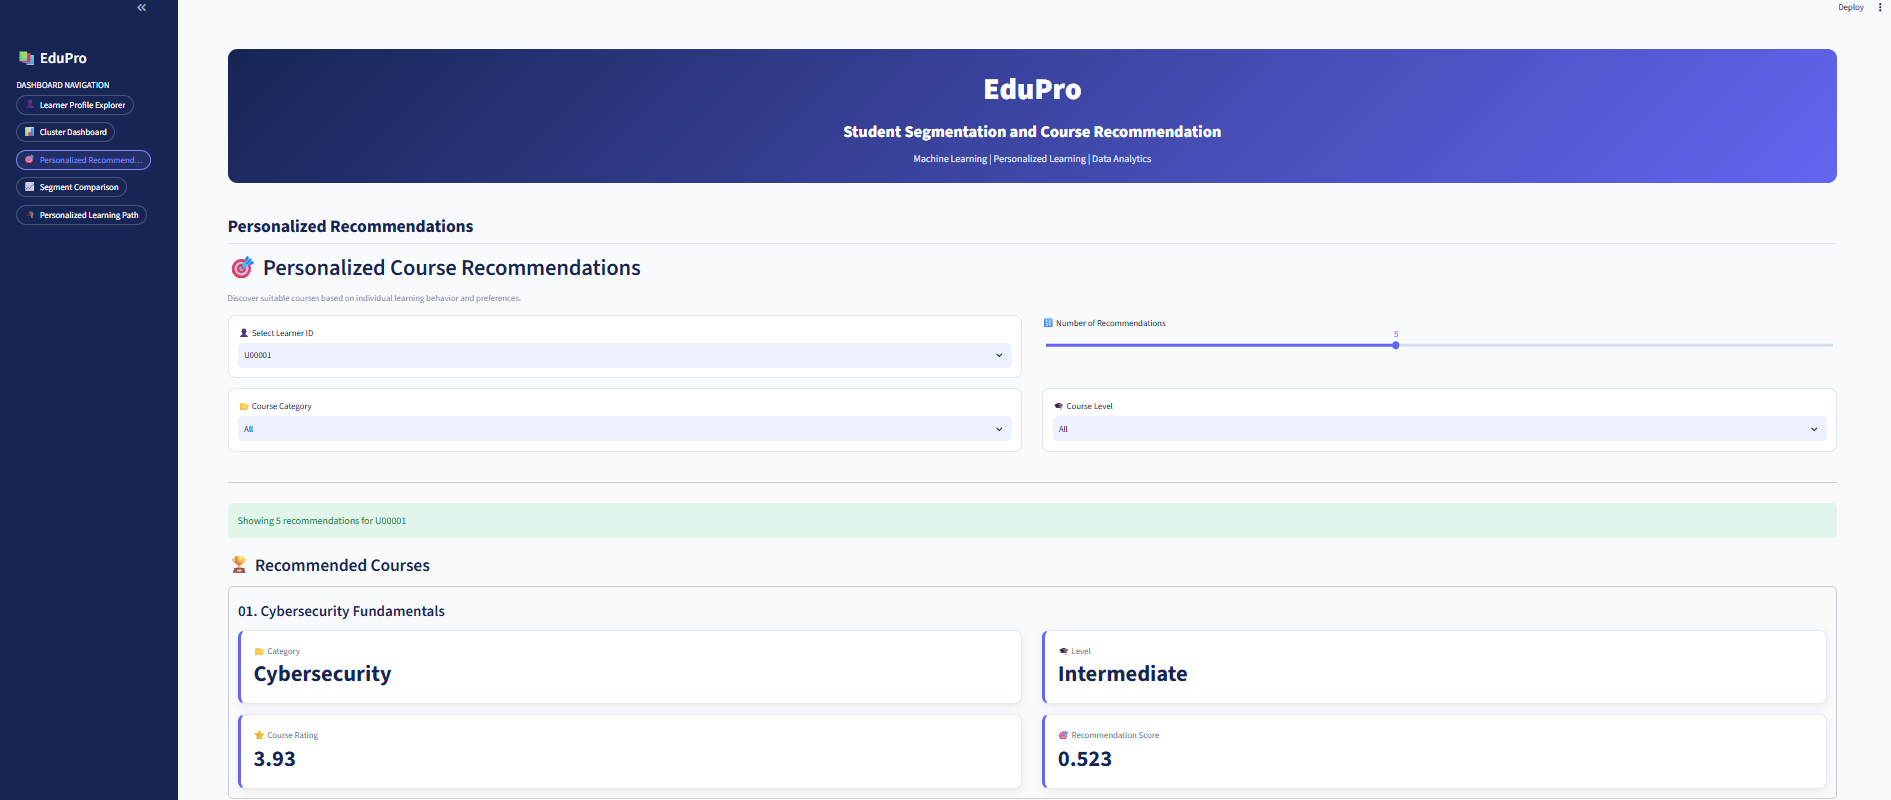 Deploy
EduPro
DASHBOARD NAVIGATION
Learner Profile Explorer
Cluster Dashboard
Personalized Recommend...
Segment Comparison
Personalized Learning Path
EduPro
Student Segmentation and Course Recommendation
Machine Learning | Personalized Learning | Data Analytics
Personalized Recommendations
Personalized Course Recommendations
Discover suitable courses based on individual learning behavior and preferences.
Select Learner ID
U00001
Number of Recommendations
5
Course Category
All
Course Level
All
Showing 5 recommendations for U00001
Recommended Courses
01. Cybersecurity Fundamentals
Category
Cybersecurity
Level
Intermediate
Course Rating
3.93
Recommendation Score
0.523